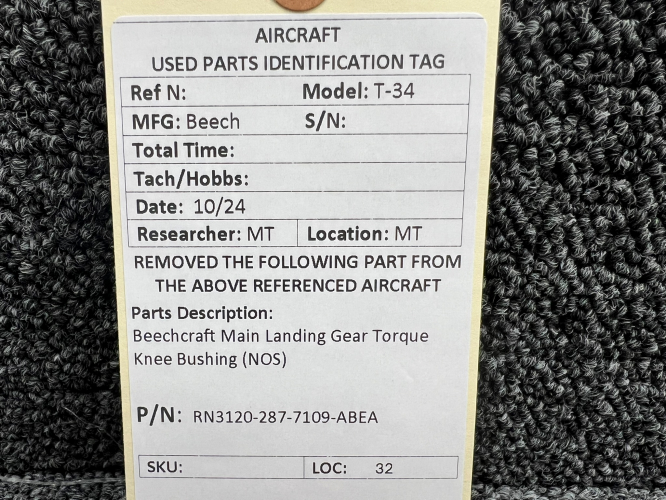 AIRCRAFT
USED PARTS IDENTIFICATION TAG
Ref N: Model: T-34
MFG: Beech S/N:
Total Time:
Tach/Hobbs:
Date: 10/24
Researcher: MT Location: MT
REMOVED THE FOLLOWING PART FROM
THE ABOVE REFERENCED AIRCRAFT
Parts Description:
Beechcraft Main Landing Gear Torque
Knee Bushing (NOS)
P/N: RN3120-287-7109-ABEA
SKU: LOC: 32